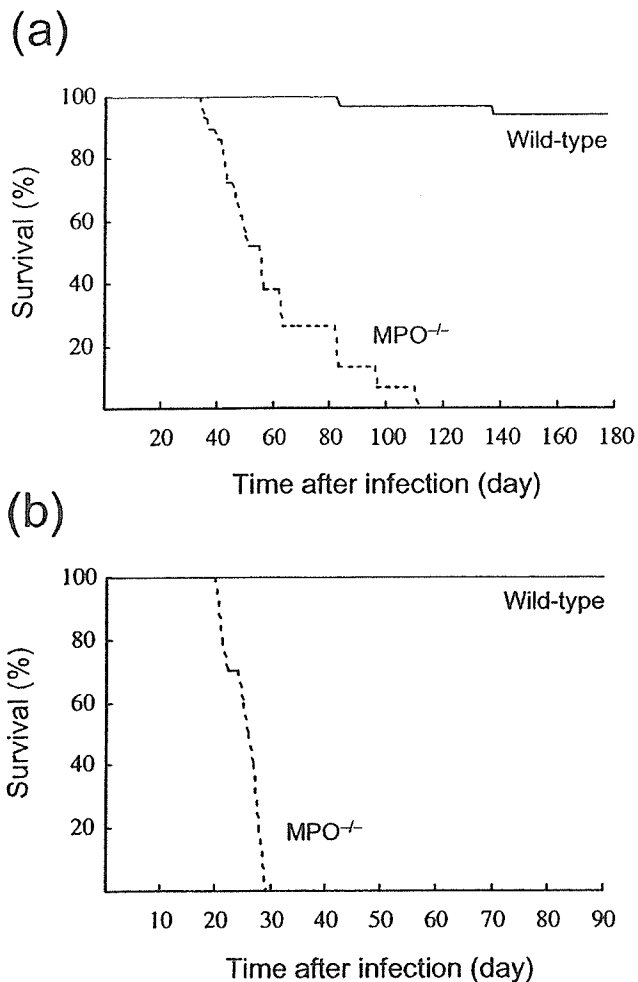 (a)
100
80
60
40
20
Survival (%)
Wild-type
MPO–/–
20 40 60 80 100 120 140 160 180
Time after infection (day)
(b)
100
80
60
40
20
Survival (%)
Wild-type
MPO–/–
10 20 30 40 50 60 70 80 90
Time after infection (day)